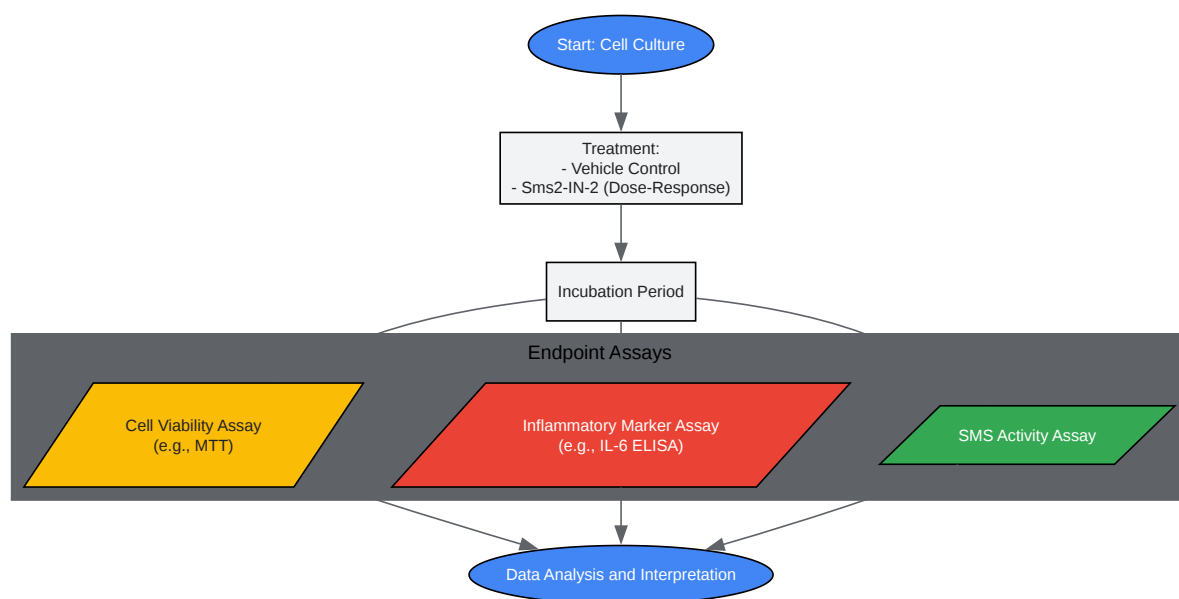 Start: Cell Culture
Treatment:
- Vehicle Control
- Sms2-IN-2 (Dose-Response)
Incubation Period
Endpoint Assays
Cell Viability Assay
(e.g., MTT)
Inflammatory Marker Assay
(e.g., IL-6 ELISA)
SMS Activity Assay
Data Analysis and Interpretation